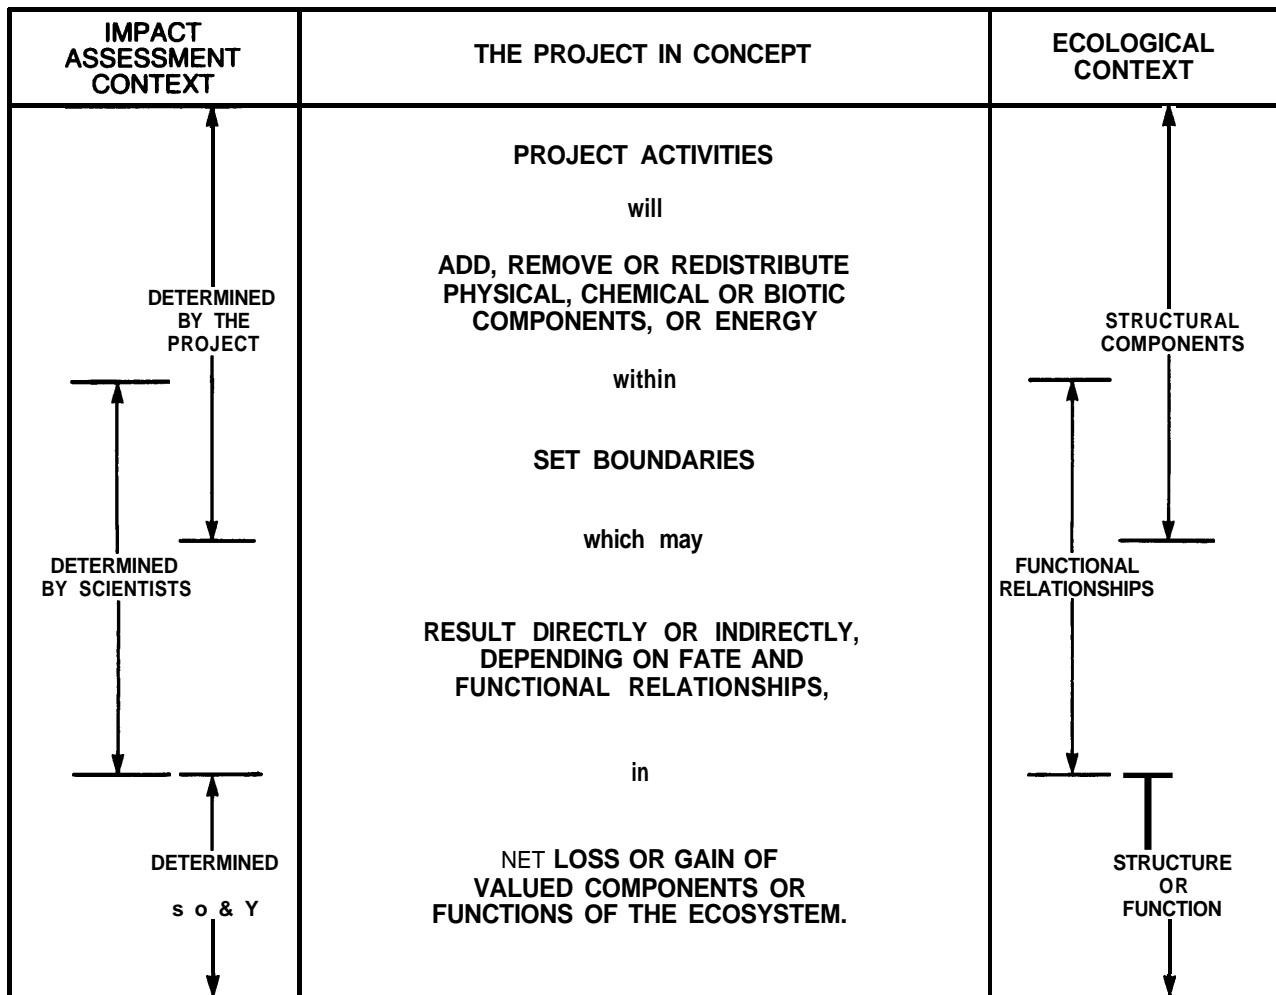 IMPACT
ASSESSMENT
CONTEXT
THE PROJECT IN CONCEPT
ECOLOGICAL
CONTEXT
PROJECT ACTIVITIES
will
ADD, REMOVE OR REDISTRIBUTE
PHYSICAL, CHEMICAL OR BIOTIC
COMPONENTS, OR ENERGY
within
SET BOUNDARIES
which may
RESULT DIRECTLY OR INDIRECTLY,
DEPENDING ON FATE AND
FUNCTIONAL RELATIONSHIPS,
in
NET LOSS OR GAIN OF
VALUED COMPONENTS OR
FUNCTIONS OF THE ECOSYSTEM.
DETERMINED
BY THE
PROJECT
DETERMINED
BY SCIENTISTS
DETERMINED
s o & Y
STRUCTURAL
COMPONENTS
FUNCTIONAL
RELATIONSHIPS
STRUCTURE
OR
FUNCTION